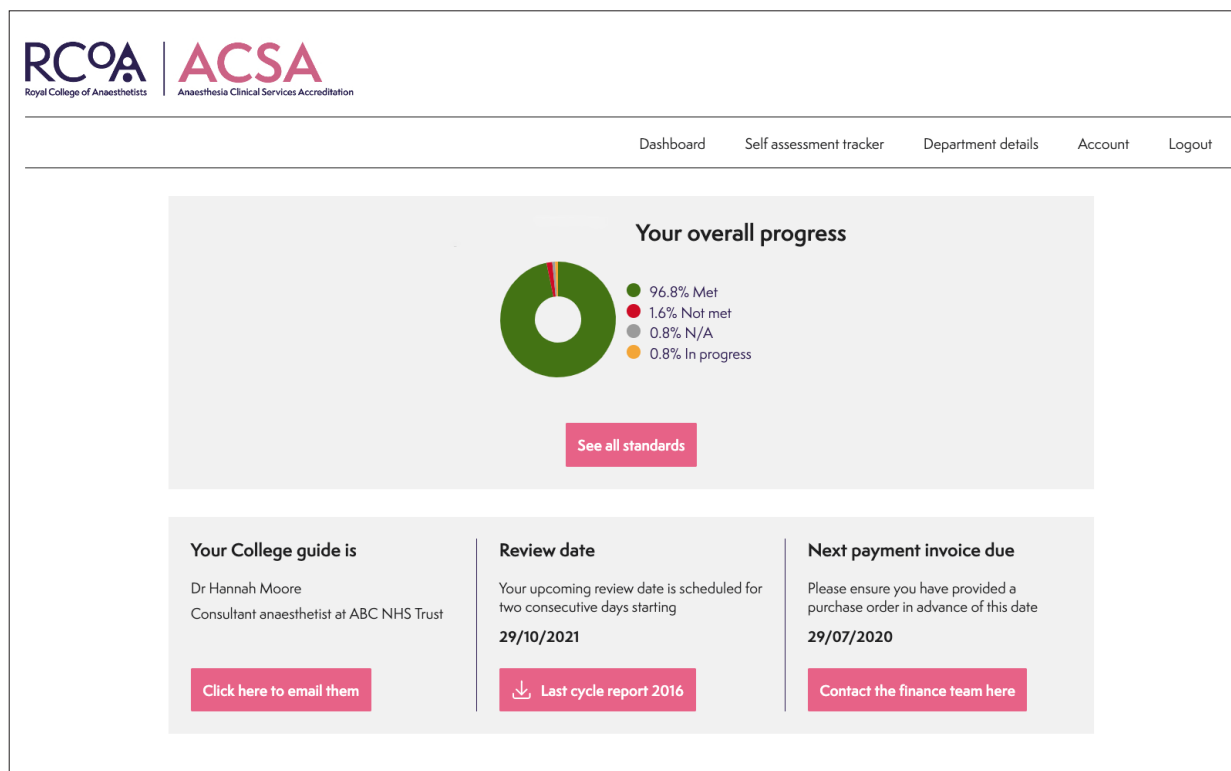 RCoA
Royal College of Anaesthetists
ACSA
Anaesthesia Clinical Services Accreditation
Dashboard
Self assessment tracker
Department details
Account
Logout
Your overall progress
96.8% Met
1.6% Not met
0.8% N/A
0.8% In progress
See all standards
Your College guide is
Dr Hannah Moore
Consultant anaesthetist at ABC NHS Trust
Click here to email them
Review date
Your upcoming review date is scheduled for
two consecutive days starting
29/10/2021
Last cycle report 2016
Next payment invoice due
Please ensure you have provided a
purchase order in advance of this date
29/07/2020
Contact the finance team here